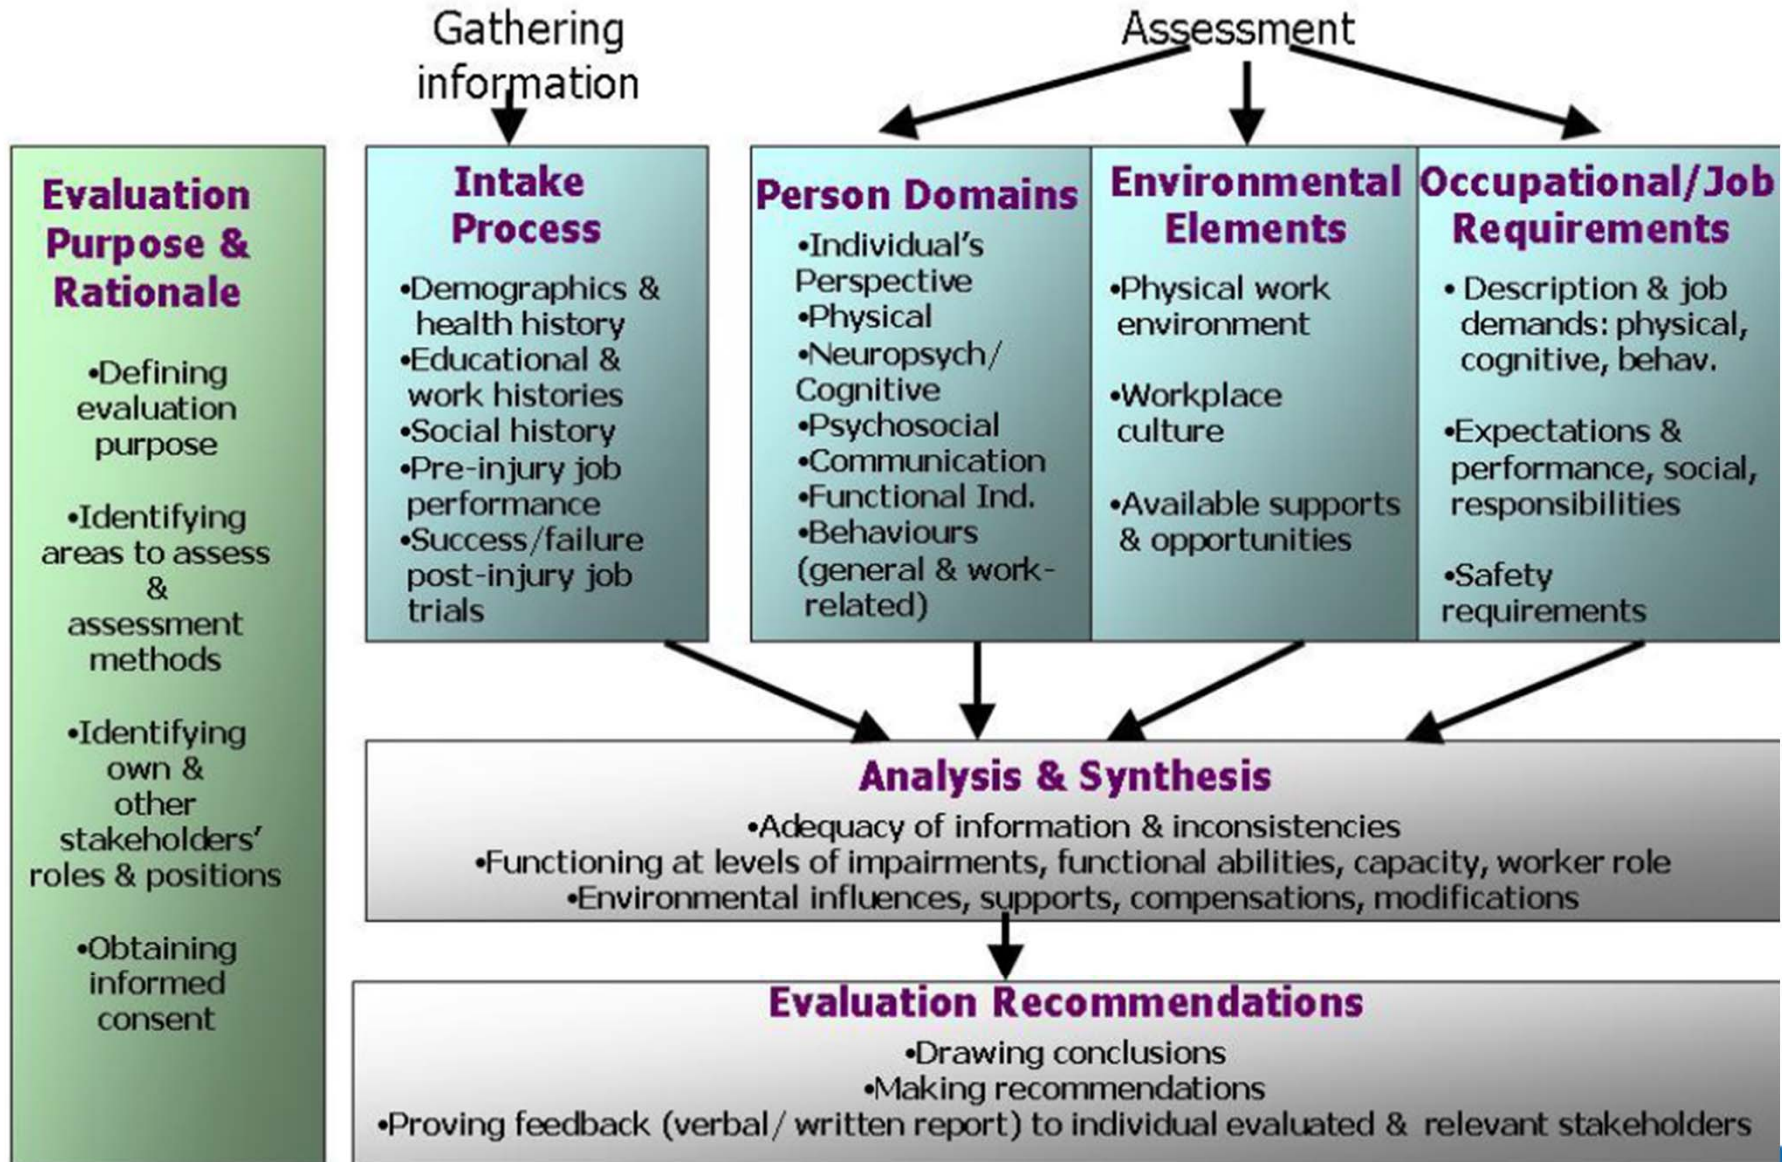 Gathering
information
Assessment
Evaluation
Purpose &
Rationale
•Defining
evaluation
purpose
•Identifying
areas to assess
&
assessment
methods
•Identifying
own &
other
stakeholders'
roles & positions
•Obtaining
informed
consent
Intake
Process
•Demographics &
health history
•Educational &
work histories
•Social history
•Pre-injury job
performance
•Success/failure
post-injury job
trials
Person Domains
•Individual's
Perspective
•Physical
•Neuropsych/
Cognitive
•Psychosocial
•Communication
•Functional Ind.
•Behaviours
(general & work-
related)
Environmental
Elements
•Physical work
environment
•Workplace
culture
•Available supports
& opportunities
Occupational/Job
Requirements
• Description & job
demands: physical,
cognitive, behav.
•Expectations &
performance, social,
responsibilities
•Safety
requirements
Analysis & Synthesis
•Adequacy of information & inconsistencies
•Functioning at levels of impairments, functional abilities, capacity, worker role
•Environmental influences, supports, compensations, modifications
Evaluation Recommendations
•Drawing conclusions
•Making recommendations
•Proving feedback (verbal/ written report) to individual evaluated & relevant stakeholders